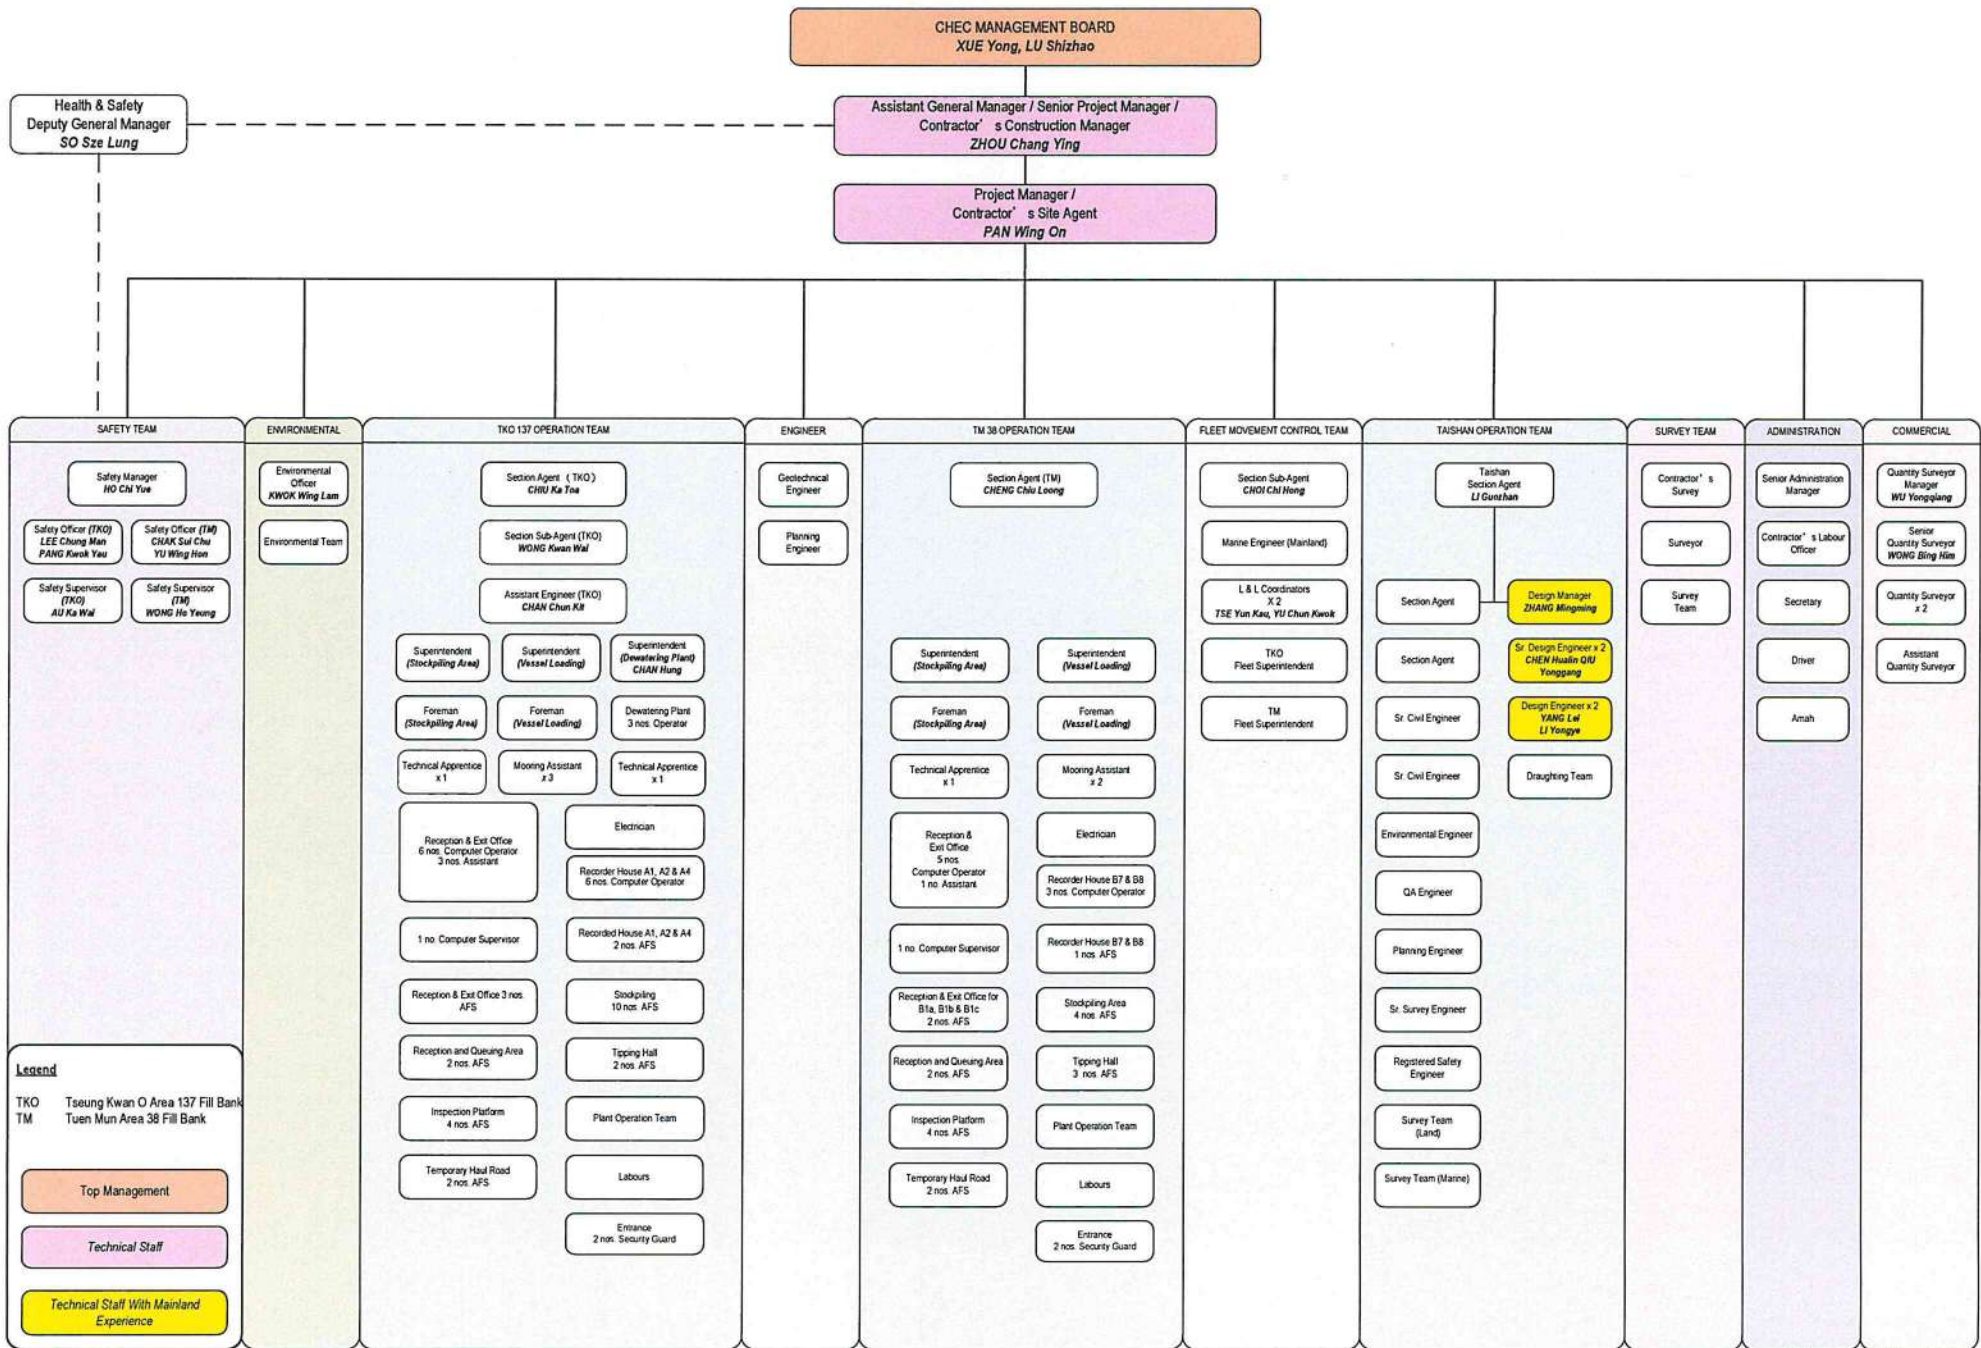 CHEC MANAGEMENT BOARD
XUE Yong, LU Shizhao
Health & Safety
Deputy General Manager
SO Sze Lung
Assistant General Manager / Senior Project Manager /
Contractor's Construction Manager
ZHOU Chang Ying
Project Manager /
Contractor's Site Agent
PAN Wing On
SAFETY TEAM
Safety Manager
HO Chi Yue
Safety Officer (TKO)
LEE Chung Man
PANG Kwok Yau
Safety Officer (TM)
CHAK Sui Chu
YU Wing Hon
Safety Supervisor
(TKO)
AU Ka Wai
Safety Supervisor
(TM)
WONG Ho Yeung
Legend
TKO Tseung Kwan O Area 137 Fill Bank
TM Tuen Mun Area 38 Fill Bank
Top Management
Technical Staff
Technical Staff With Mainland
Experience
ENVIRONMENTAL
Environmental
Officer
KWOK Wing Lam
Environmental Team
TKO 137 OPERATION TEAM
Section Agent (TKO)
CHIU Ka Toa
Section Sub-Agent (TKO)
WONG Kwan Wai
Assistant Engineer (TKO)
CHAN Chun Kit
Superintendent
(Stockpiling Area)
Superintendent
(Vessel Loading)
Superintendent
(Dewatering Plant)
CHAN Hung
Foreman
(Stockpiling Area)
Foreman
(Vessel Loading)
Dewatering Plant
3 nos. Operator
Technical Apprentice
x 1
Mooring Assistant
x 3
Technical Apprentice
x 1
Reception & Exit Office
6 nos. Computer Operator
3 nos. Assistant
Electrician
Recorder House A1, A2 & A4
6 nos. Computer Operator
1 no. Computer Supervisor
Recorded House A1, A2 & A4
2 nos. AFS
Reception & Exit Office 3 nos.
AFS
Stockpiling
10 nos. AFS
Reception and Queuing Area
2 nos. AFS
Tipping Hall
2 nos. AFS
Inspection Platform
4 nos. AFS
Plant Operation Team
Temporary Haul Road
2 nos. AFS
Labours
Entrance
2 nos. Security Guard
ENGINEER
Geotechnical
Engineer
Planning
Engineer
TM 38 OPERATION TEAM
Section Agent (TM)
CHENG Chiu Loong
Superintendent
(Stockpiling Area)
Superintendent
(Vessel Loading)
Foreman
(Stockpiling Area)
Foreman
(Vessel Loading)
Technical Apprentice
x 1
Mooring Assistant
x 2
Reception &
Exit Office
5 nos.
Computer Operator
1 no. Assistant
Electrician
Recorder House B7 & B8
3 nos. Computer Operator
1 no. Computer Supervisor
Recorder House B7 & B8
1 nos. AFS
Reception & Exit Office for
B1a, B1b & B1c
2 nos. AFS
Stockpiling Area
4 nos. AFS
Reception and Queuing Area
2 nos. AFS
Tipping Hall
3 nos. AFS
Inspection Platform
4 nos. AFS
Plant Operation Team
Temporary Haul Road
2 nos. AFS
Labours
Entrance
2 nos. Security Guard
FLEET MOVEMENT CONTROL TEAM
Section Sub-Agent
CHOI Chi Hong
Marine Engineer (Mainland)
L & L Coordinators
X 2
TSE Yun Kau, YU Chun Kwok
TKO
Fleet Superintendent
TM
Fleet Superintendent
TAISHAN OPERATION TEAM
Taishan
Section Agent
LI Guozhan
Section Agent
Design Manager
ZHANG Mingming
Section Agent
Sr. Design Engineer x 2
CHEN Hualin QIU
Yonggang
Sr. Civil Engineer
Design Engineer x 2
YANG Lei
LI Yongye
Sr. Civil Engineer
Draughting Team
Environmental Engineer
QA Engineer
Planning Engineer
Sr. Survey Engineer
Registered Safety
Engineer
Survey Team
(Land)
Survey Team (Marine)
SURVEY TEAM
Contractor's
Survey
Surveyor
Survey
Team
ADMINISTRATION
Senior Administration
Manager
Contractor's Labour
Officer
Secretary
Driver
Amah
COMMERCIAL
Quantity Surveyor
Manager
WU Yongqiang
Senior
Quantity Surveyor
WONG Bing Him
Quantity Surveyor
x 2
Assistant
Quantity Surveyor